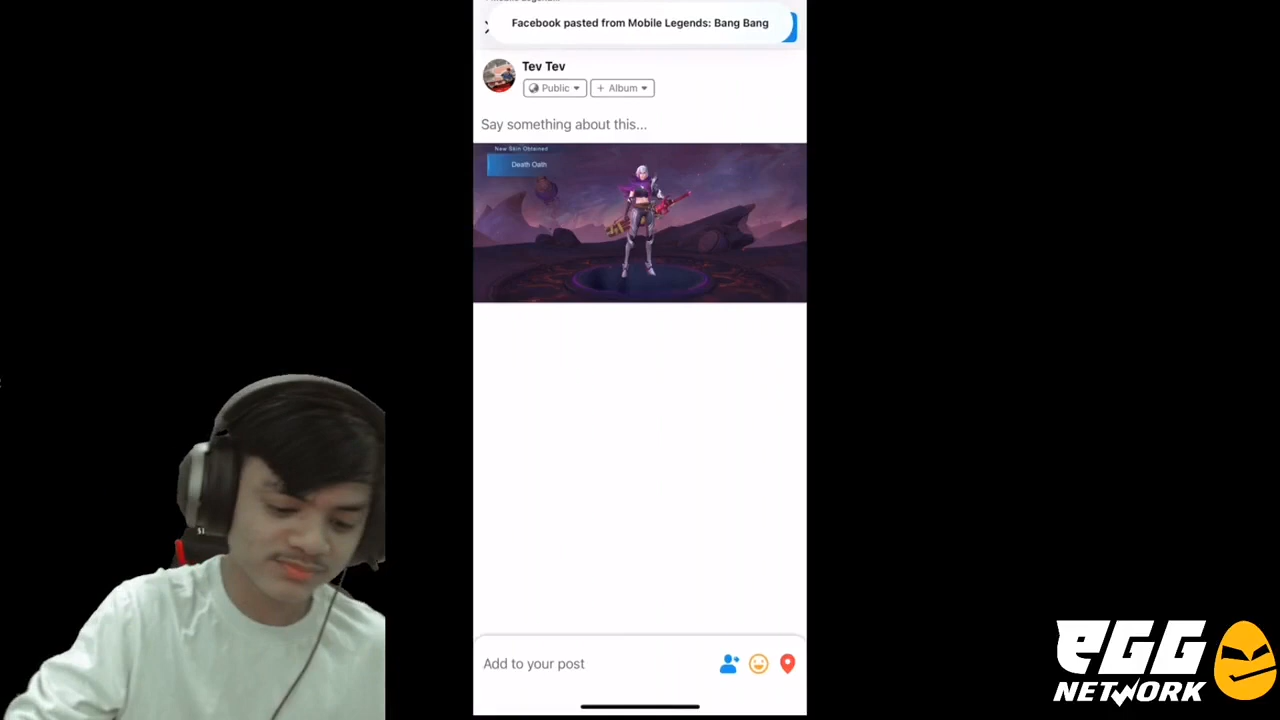 Facebook pasted from Mobile Legends: Bang Bang
Tev Tev
Public
+ Album
Say something about this...
New Skin Obtained
Death Oath
Add to your post
eGG
NETWORK